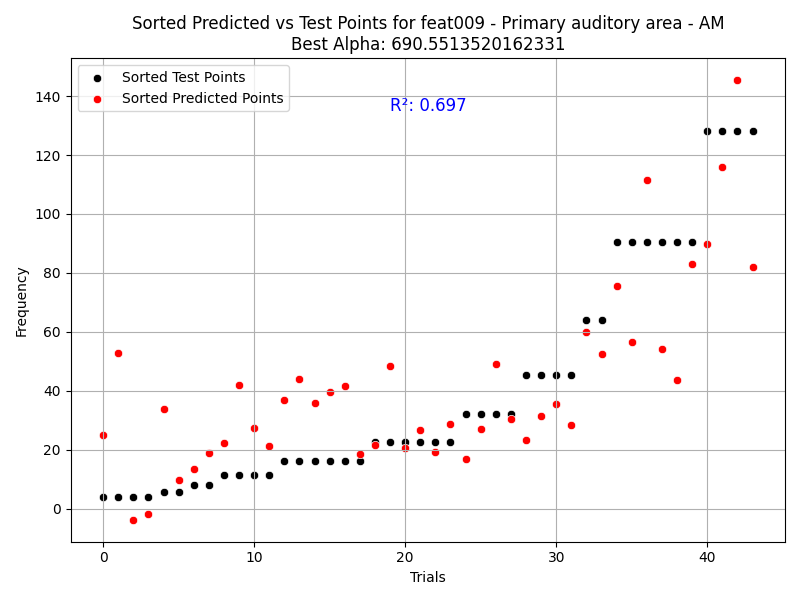 Sorted Predicted vs Test Points for feat009 - Primary auditory area - AM
Best Alpha: 690.5513520162331
Sorted Test Points
Sorted Predicted Points
R²: 0.697
140
120
100
80
60
40
20
0
Frequency
0 10 20 30 40
Trials